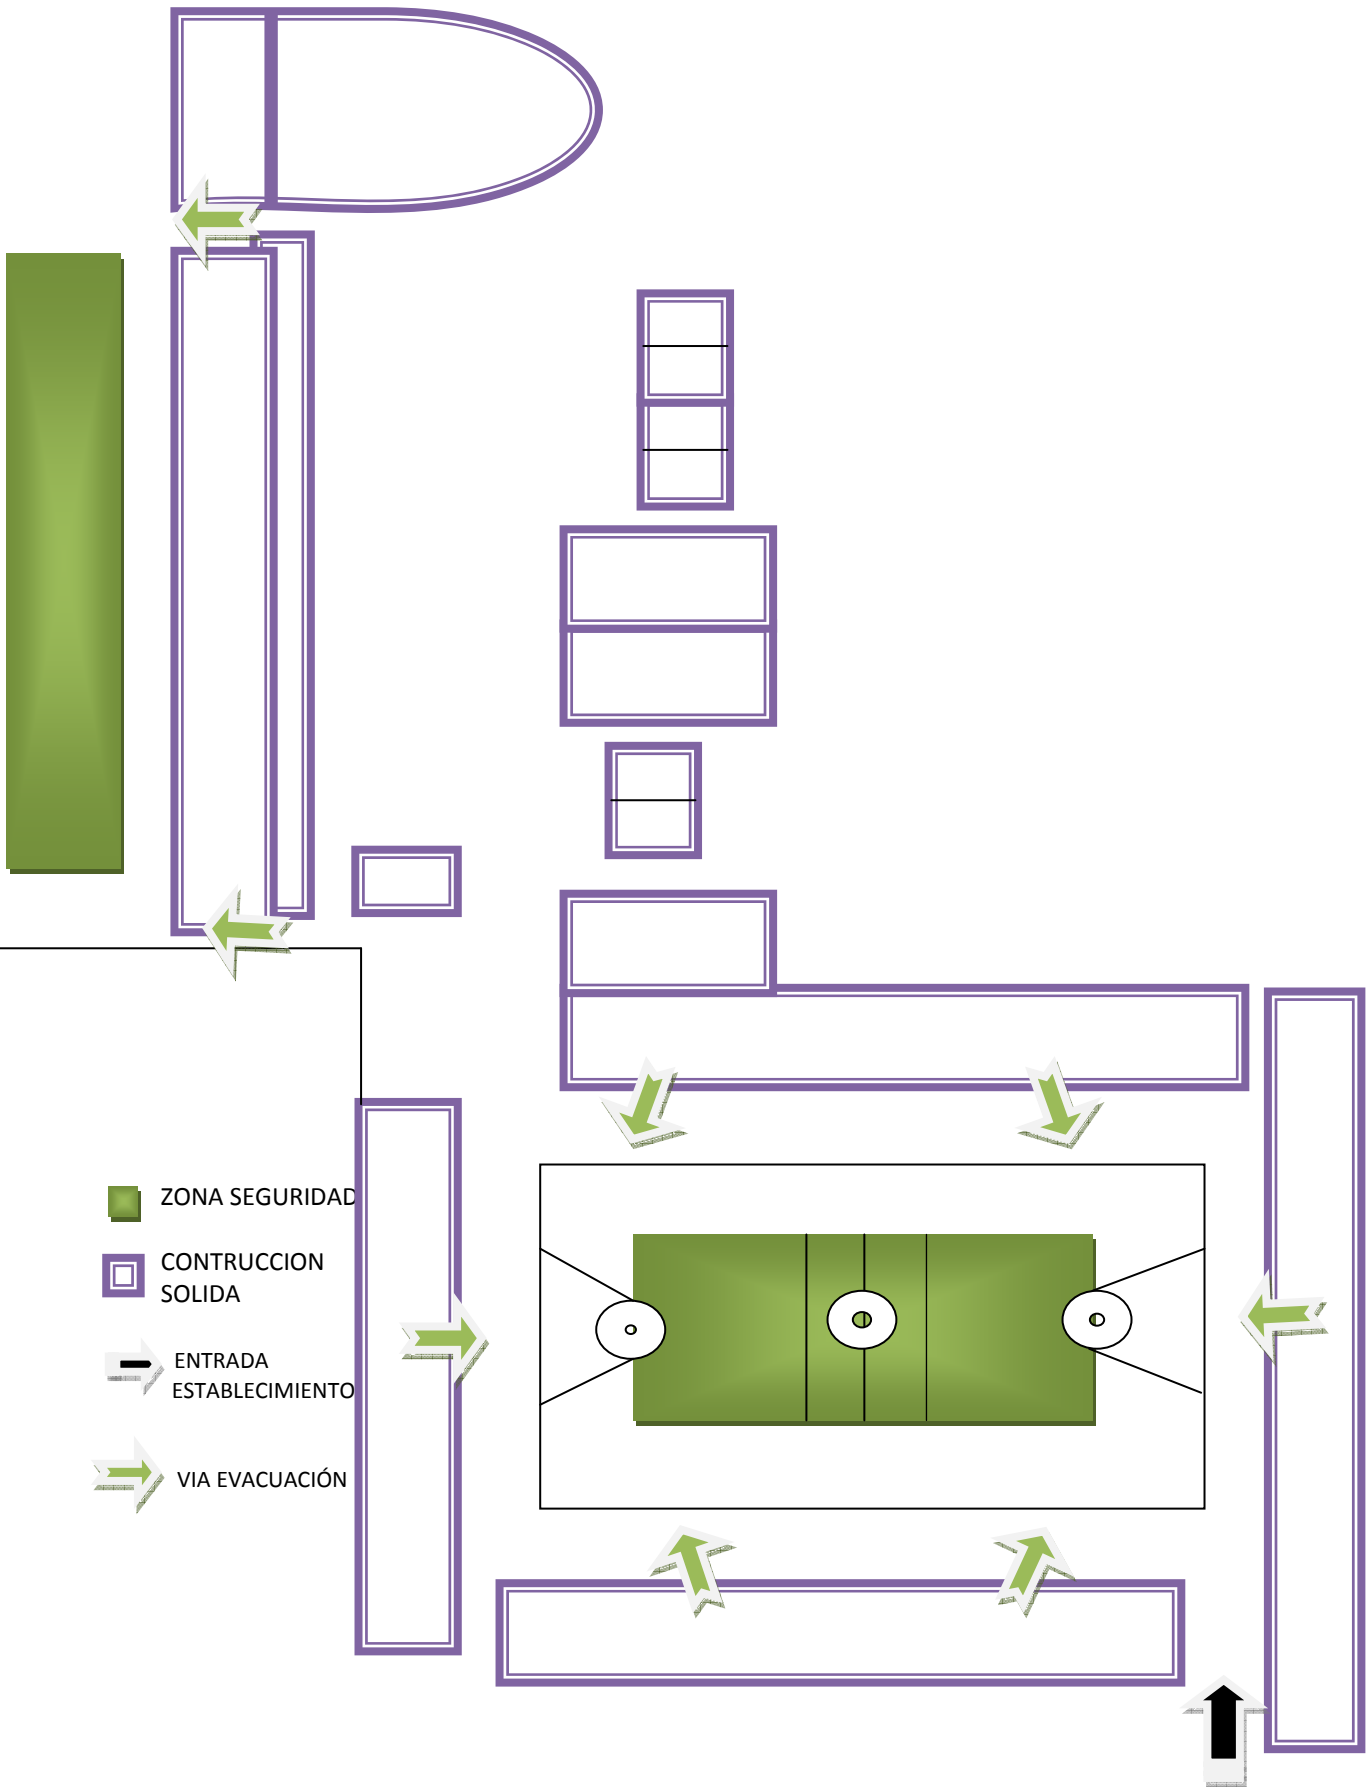 ZONA SEGURIDAD
CONTRUCCION
SOLIDA
ENTRADA
ESTABLECIMIENTO
VIA EVACUACIÓN